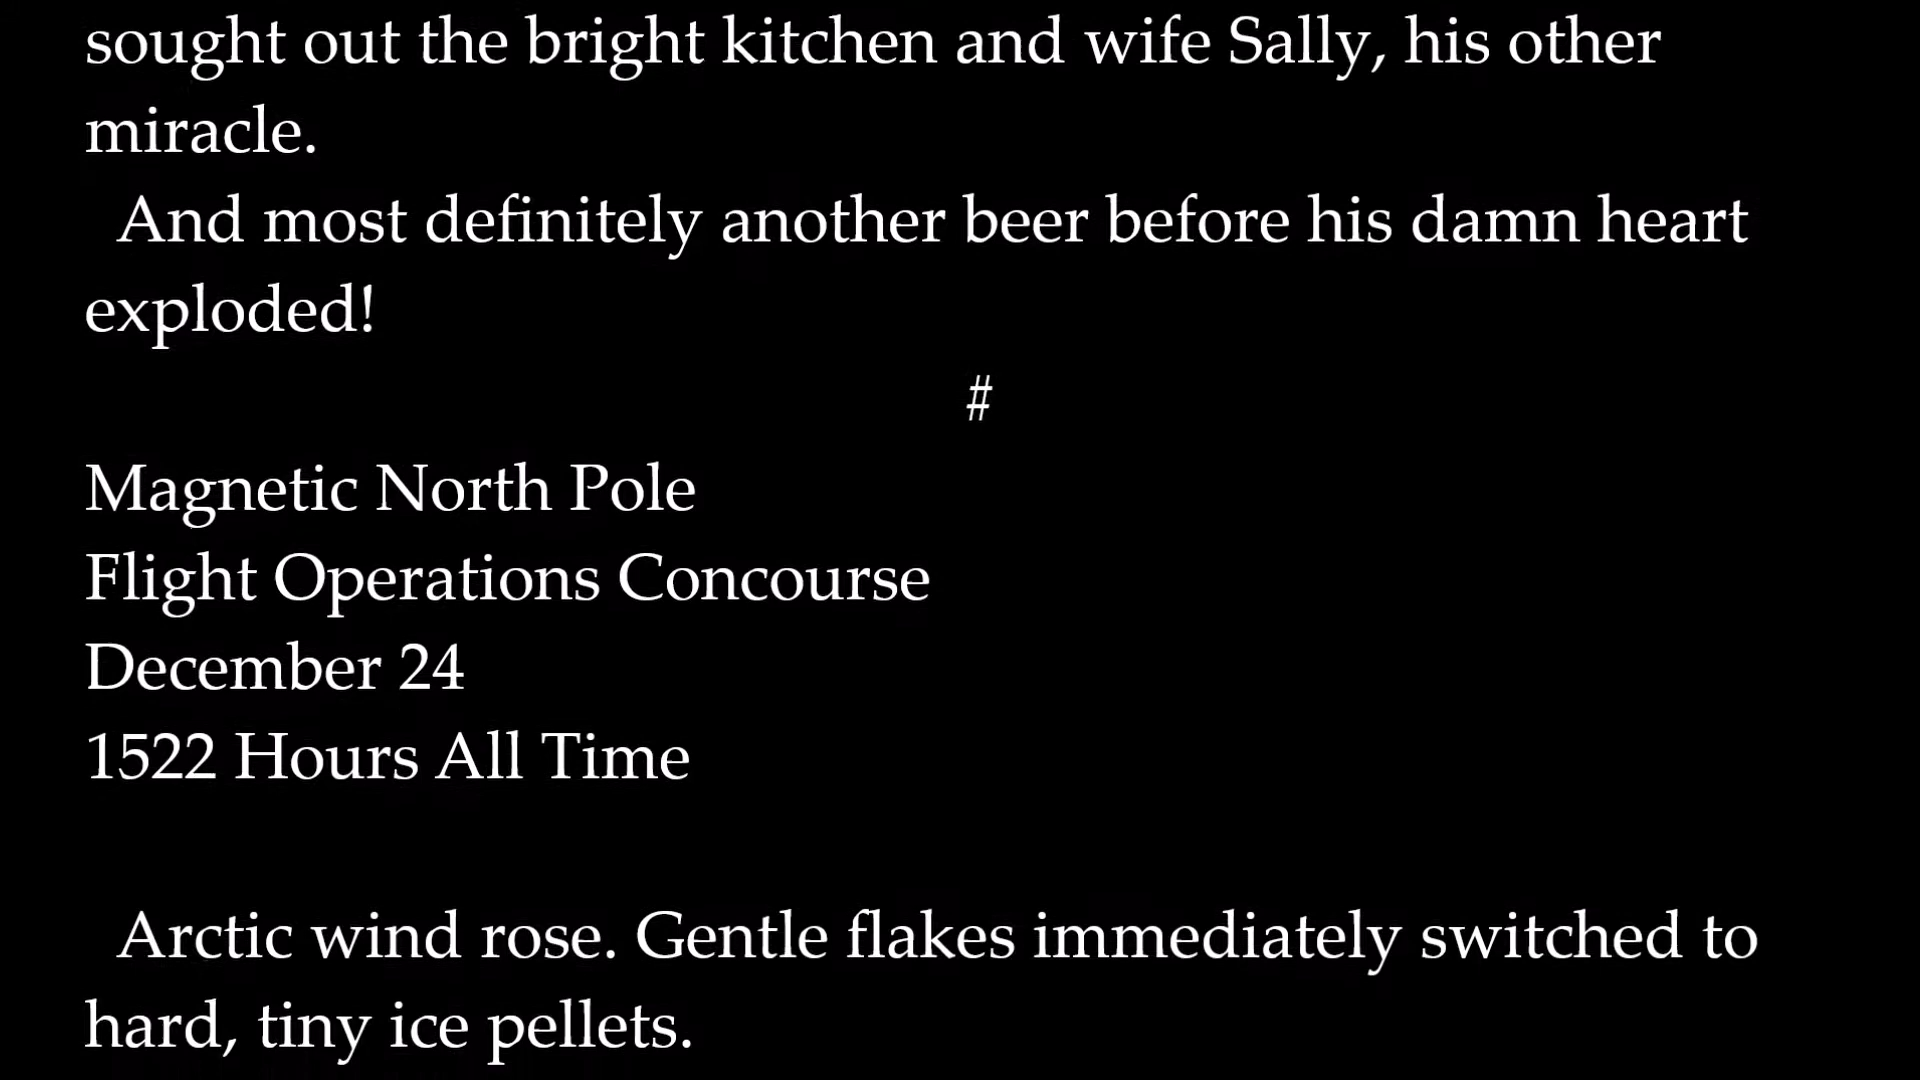 sought out the bright kitchen and wife Sally, his other
miracle.
And most definitely another beer before his damn heart
exploded!
#
Magnetic North Pole
Flight Operations Concourse
December 24
1522 Hours All Time
Arctic wind rose. Gentle flakes immediately switched to
hard, tiny ice pellets.